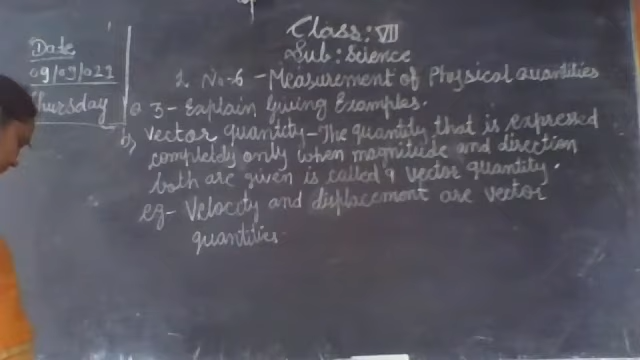 Class: VII
Sub: Science
Date
09/09/021
Thursday
L. No-6 - Measurement of Physical Quantities
Q 3- Explain Giving Examples.
b) Vector quantity- The quantity that is expressed
completely only when magnitude and direction
both are given is called a vector quantity.
eg- Velocity and displacement are vector
quantities.